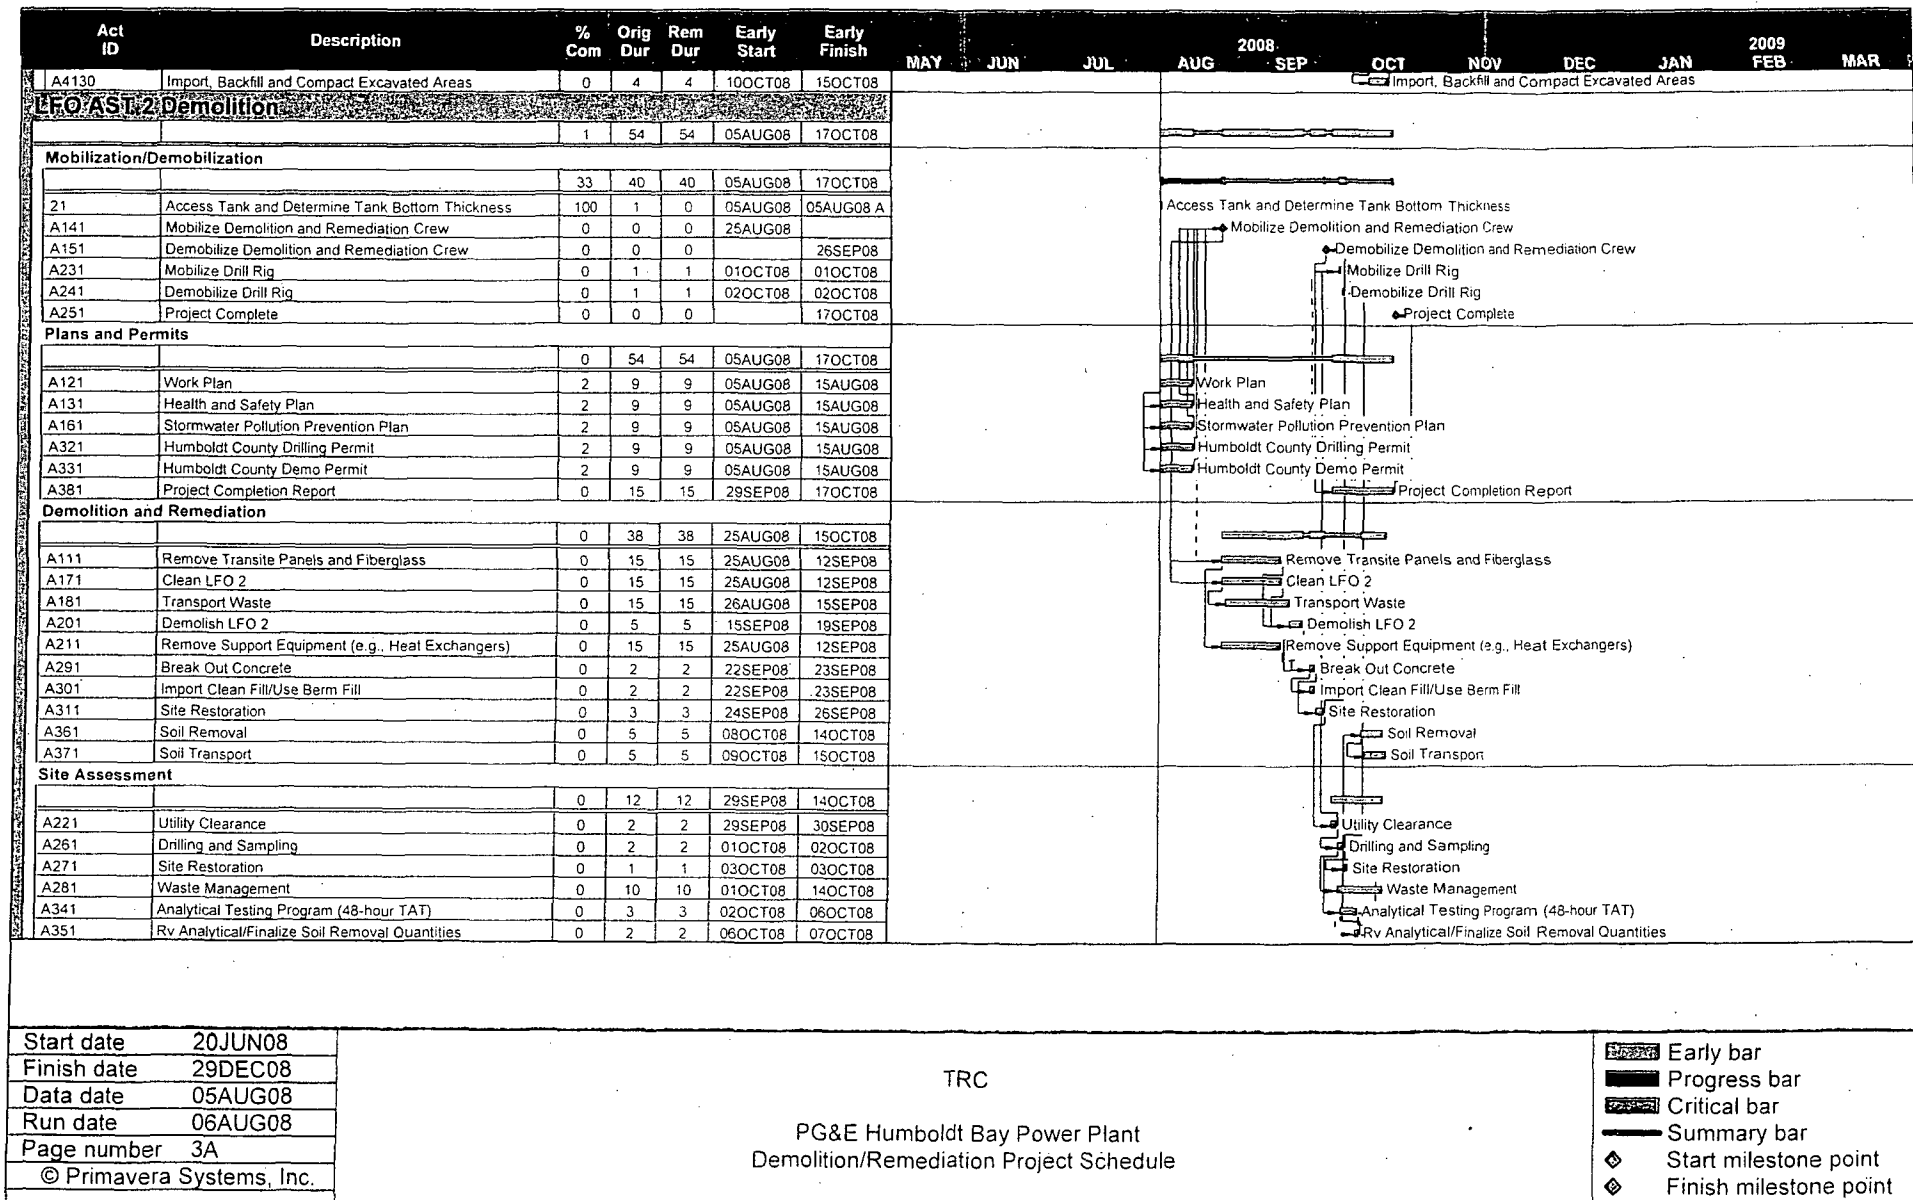 Act ID Description % Com Orig Dur Rem Dur Early Start Early Finish 2008 2009
MAY JUN JUL AUG SEP OCT NOV DEC JAN FEB MAR
A4130 Import, Backfill and Compact Excavated Areas 0 4 4 10OCT08 15OCT08 Import, Backfill and Compact Excavated Areas
LFO AST 2 Demolition
1 54 54 05AUG08 17OCT08
Mobilization/Demobilization
33 40 40 05AUG08 17OCT08
21 Access Tank and Determine Tank Bottom Thickness 100 1 0 05AUG08 05AUG08 A Access Tank and Determine Tank Bottom Thickness
A141 Mobilize Demolition and Remediation Crew 0 0 0 25AUG08 Mobilize Demolition and Remediation Crew
A151 Demobilize Demolition and Remediation Crew 0 0 0 26SEP08 Demobilize Demolition and Remediation Crew
A231 Mobilize Drill Rig 0 1 1 01OCT08 01OCT08 Mobilize Drill Rig
A241 Demobilize Drill Rig 0 1 1 02OCT08 02OCT08 Demobilize Drill Rig
A251 Project Complete 0 0 0 17OCT08 Project Complete
Plans and Permits
0 54 54 05AUG08 17OCT08
A121 Work Plan 2 9 9 05AUG08 15AUG08 Work Plan
A131 Health and Safety Plan 2 9 9 05AUG08 15AUG08 Health and Safety Plan
A161 Stormwater Pollution Prevention Plan 2 9 9 05AUG08 15AUG08 Stormwater Pollution Prevention Plan
A321 Humboldt County Drilling Permit 2 9 9 05AUG08 15AUG08 Humboldt County Drilling Permit
A331 Humboldt County Demo Permit 2 9 9 05AUG08 15AUG08 Humboldt County Demo Permit
A381 Project Completion Report 0 15 15 29SEP08 17OCT08 Project Completion Report
Demolition and Remediation
0 38 38 25AUG08 15OCT08
A111 Remove Transite Panels and Fiberglass 0 15 15 25AUG08 12SEP08 Remove Transite Panels and Fiberglass
A171 Clean LFO 2 0 15 15 25AUG08 12SEP08 Clean LFO 2
A181 Transport Waste 0 15 15 26AUG08 15SEP08 Transport Waste
A201 Demolish LFO 2 0 5 5 15SEP08 19SEP08 Demolish LFO 2
A211 Remove Support Equipment (e.g., Heat Exchangers) 0 15 15 25AUG08 12SEP08 Remove Support Equipment (e.g., Heat Exchangers)
A291 Break Out Concrete 0 2 2 22SEP08 23SEP08 Break Out Concrete
A301 Import Clean Fill/Use Berm Fill 0 2 2 22SEP08 23SEP08 Import Clean Fill/Use Berm Fill
A311 Site Restoration 0 3 3 24SEP08 26SEP08 Site Restoration
A361 Soil Removal 0 5 5 08OCT08 14OCT08 Soil Removal
A371 Soil Transport 0 5 5 09OCT08 15OCT08 Soil Transport
Site Assessment
0 12 12 29SEP08 14OCT08
A221 Utility Clearance 0 2 2 29SEP08 30SEP08 Utility Clearance
A261 Drilling and Sampling 0 2 2 01OCT08 02OCT08 Drilling and Sampling
A271 Site Restoration 0 1 1 03OCT08 03OCT08 Site Restoration
A281 Waste Management 0 10 10 01OCT08 14OCT08 Waste Management
A341 Analytical Testing Program (48-hour TAT) 0 3 3 02OCT08 06OCT08 Analytical Testing Program (48-hour TAT)
A351 Rv Analytical/Finalize Soil Removal Quantities 0 2 2 06OCT08 07OCT08 Rv Analytical/Finalize Soil Removal Quantities
Start date 20JUN08
Finish date 29DEC08
Data date 05AUG08
Run date 06AUG08
Page number 3A
© Primavera Systems, Inc.
TRC
PG&E Humboldt Bay Power Plant
Demolition/Remediation Project Schedule
Early bar
Progress bar
Critical bar
Summary bar
Start milestone point
Finish milestone point